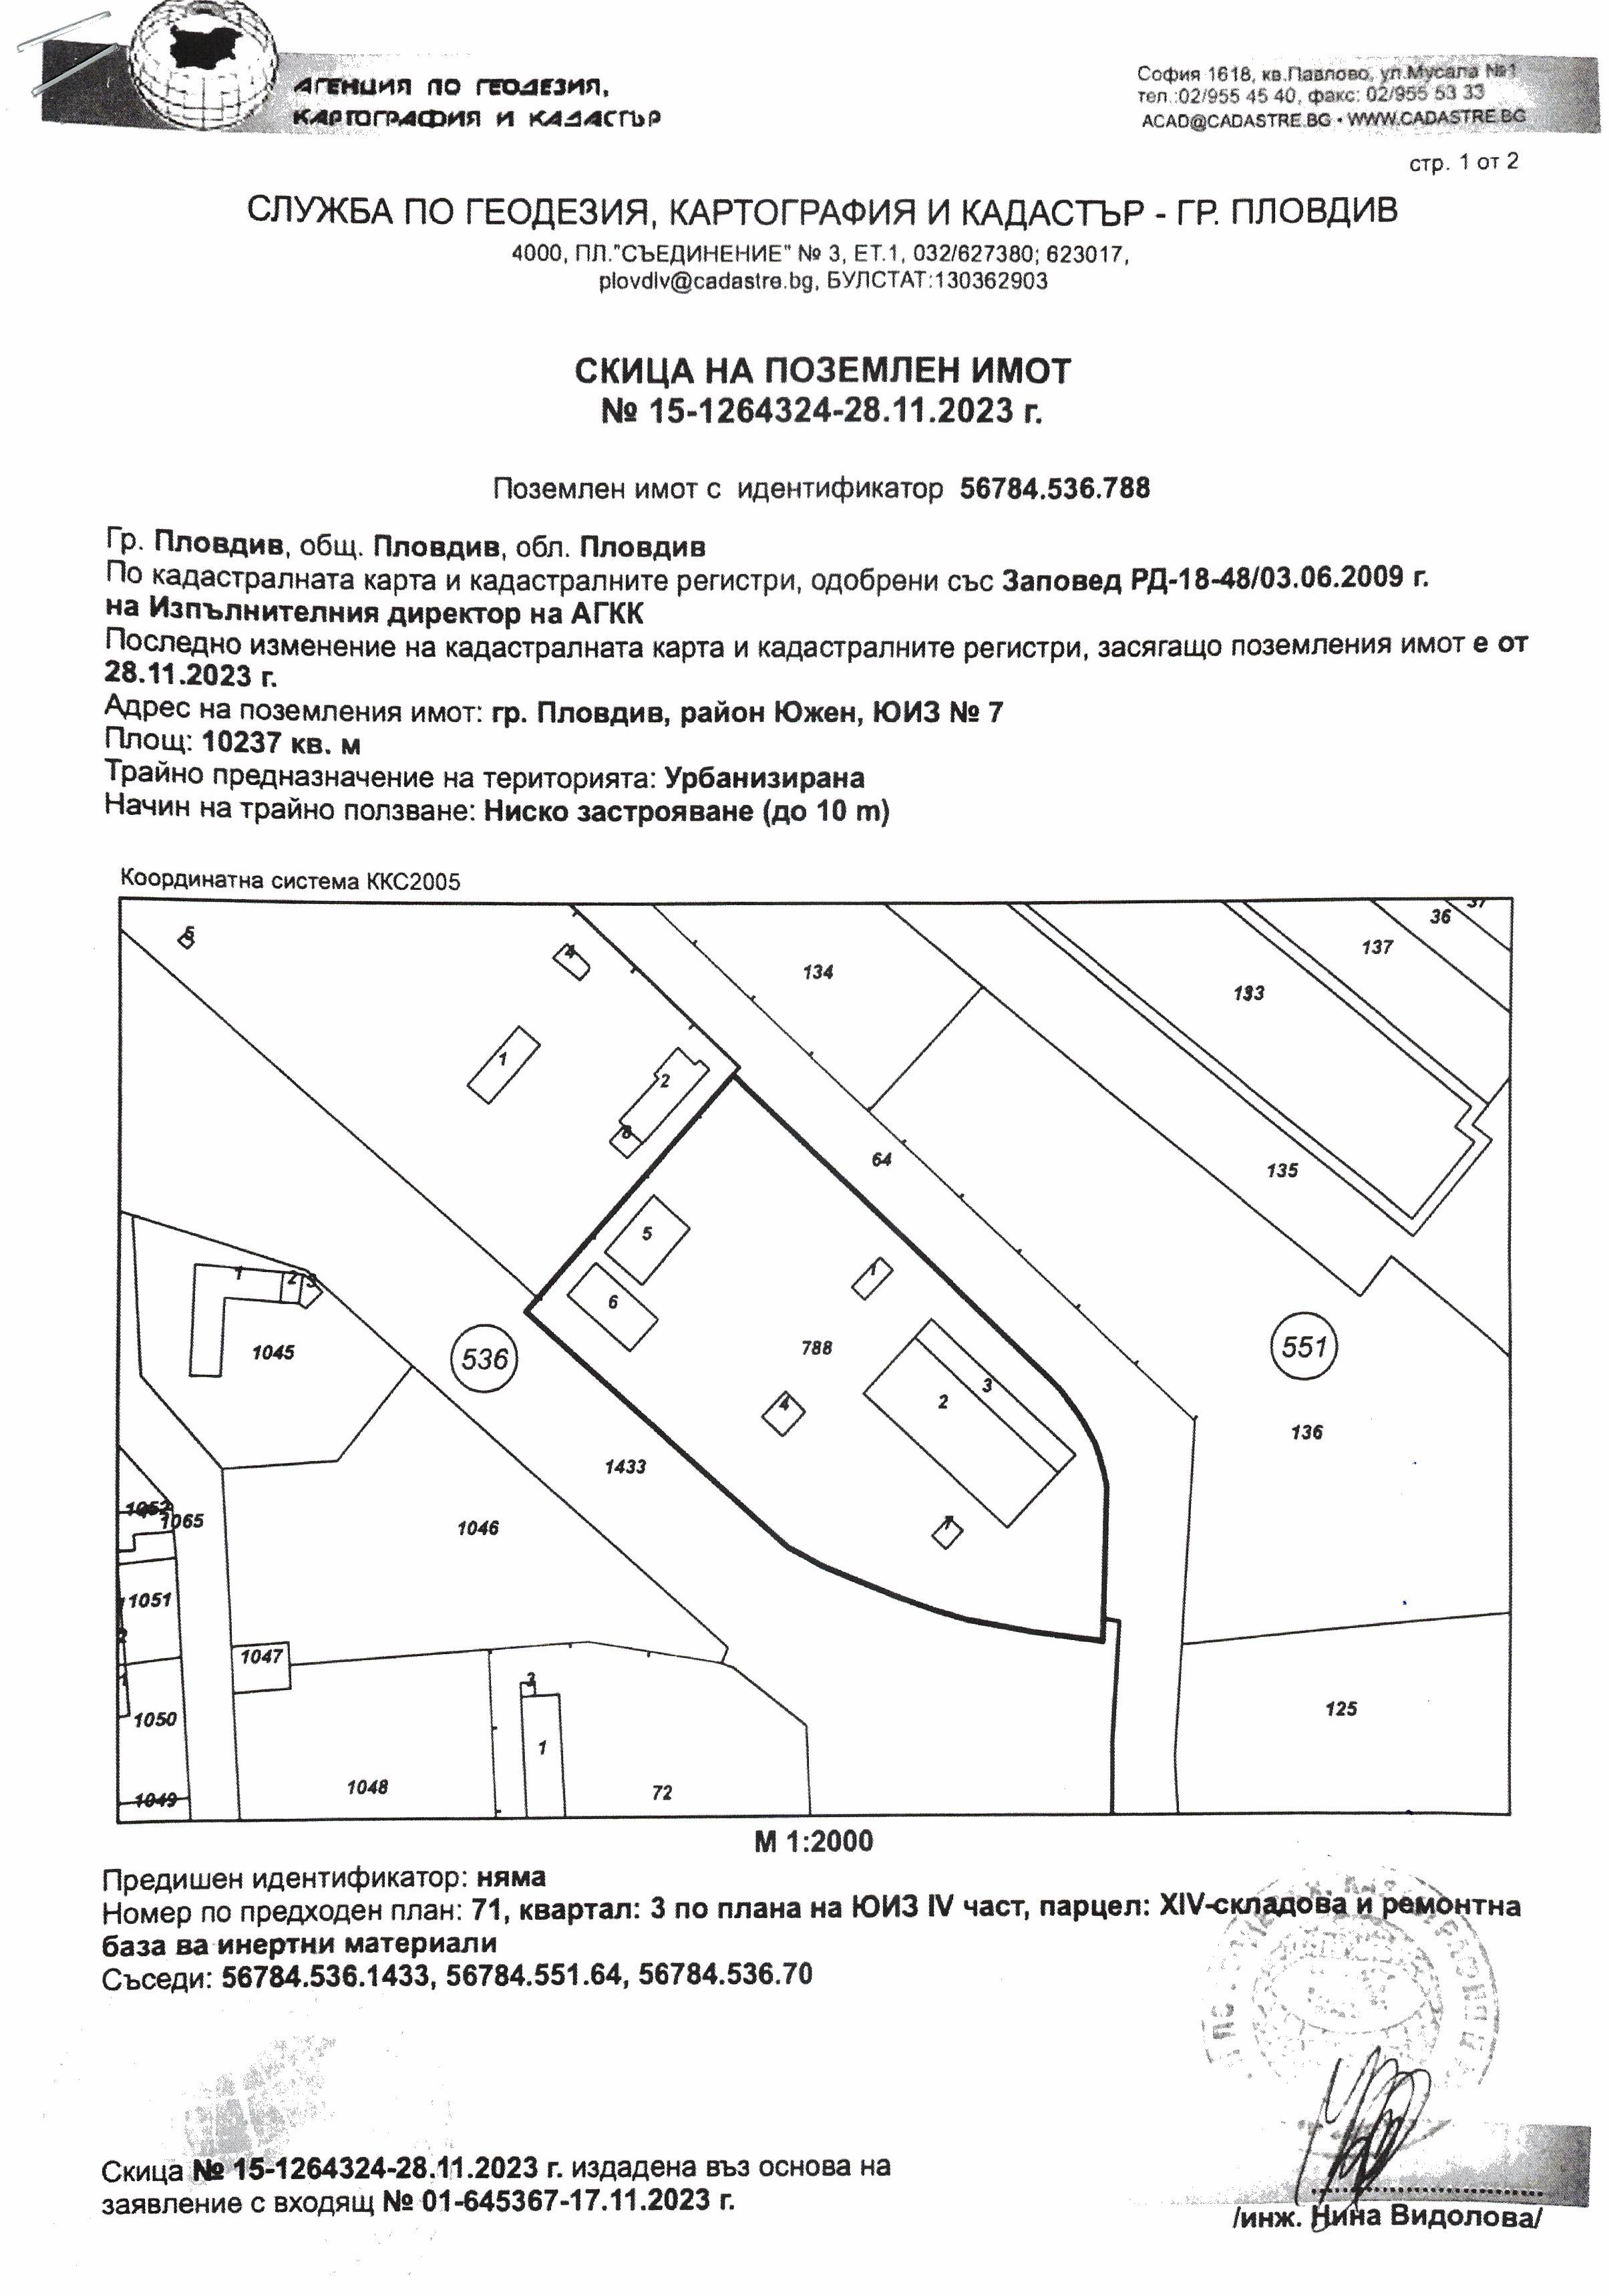 АГЕНЦИЯ ПО ГЕОДЕЗИЯ,
КАРТОГРАФИЯ И КАДАСТЪР
София 1618, кв.Павлово, ул.Мусала №1
тел.:02/955 45 40, факс: 02/955 53 33
ACAD@CADASTRE.BG • WWW.CADASTRE.BG
стр. 1 от 2
СЛУЖБА ПО ГЕОДЕЗИЯ, КАРТОГРАФИЯ И КАДАСТЪР - ГР. ПЛОВДИВ
4000, ПЛ."СЪЕДИНЕНИЕ" № 3, ЕТ.1, 032/627380; 623017,
plovdiv@cadastre.bg, БУЛСТАТ:130362903
СКИЦА НА ПОЗЕМЛЕН ИМОТ
№ 15-1264324-28.11.2023 г.
Поземлен имот с идентификатор 56784.536.788
Гр. Пловдив, общ. Пловдив, обл. Пловдив
По кадастралната карта и кадастралните регистри, одобрени със Заповед РД-18-48/03.06.2009 г.
на Изпълнителния директор на АГКК
Последно изменение на кадастралната карта и кадастралните регистри, засягащо поземления имот е от
28.11.2023 г.
Адрес на поземления имот: гр. Пловдив, район Южен, ЮИЗ № 7
Площ: 10237 кв. м
Трайно предназначение на територията: Урбанизирана
Начин на трайно ползване: Ниско застрояване (до 10 m)
Координатна система ККС2005
5
4
134
133
137
36
37
1
2
8
64
135
5
6
1
788
3
2
4
7
1
2
3
1045
536
551
136
1433
1046
1052
1065
1051
1047
1050
1049
1048
3
1
72
125
М 1:2000
Предишен идентификатор: няма
Номер по предходен план: 71, квартал: 3 по плана на ЮИЗ IV част, парцел: XIV-складова и ремонтна
база ва инертни материали
Съседи: 56784.536.1433, 56784.551.64, 56784.536.70
Скица № 15-1264324-28.11.2023 г. издадена въз основа на
заявление с входящ № 01-645367-17.11.2023 г.
/инж. Нина Видолова/